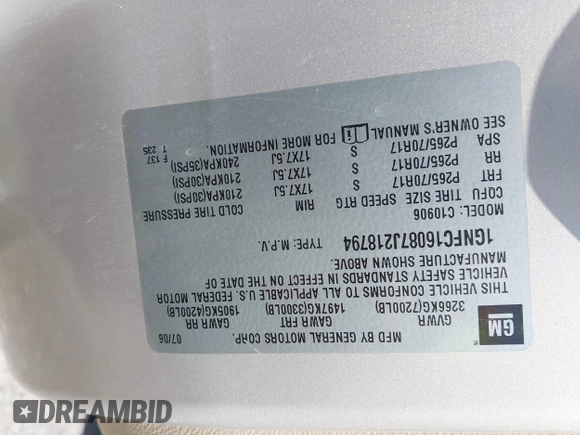 GM
MFD BY GENERAL MOTORS CORP. 07/06
GVWR GAWR FRT GAWR RR
3266KG(7200LB) 1497KG(3300LB) 1905KG(4200LB)
THIS VEHICLE CONFORMS TO ALL APPLICABLE U.S. FEDERAL MOTOR
VEHICLE SAFETY STANDARDS IN EFFECT ON THE DATE OF
MANUFACTURE SHOWN ABOVE.
1GNFC16087J218794 TYPE: M.P.V.
MODEL: C10906
COFU TIRE SIZE SPEED RTG RIM COLD TIRE PRESSURE
FRT P265/70R17 S 17X7.5J 210KPA(30PSI)
RR P265/70R17 S 17X7.5J 210KPA(30PSI)
SPA P265/70R17 S 17X7.5J 240KPA(35PSI)
SEE OWNER'S MANUAL FOR MORE INFORMATION.
F 137
T 235
DREAMBID